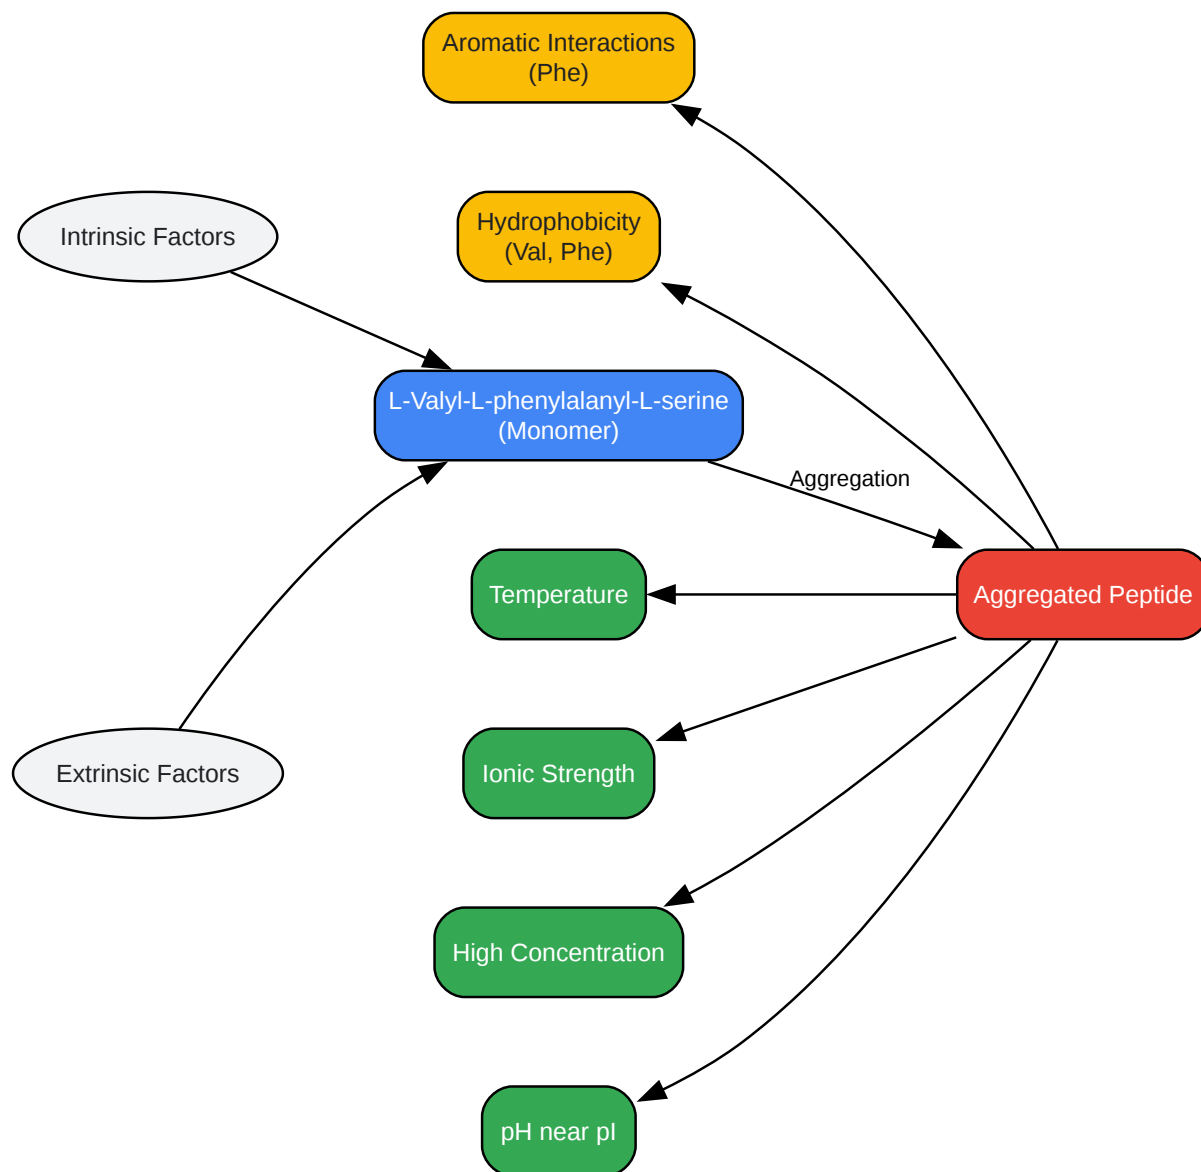 Aromatic Interactions
(Phe)
Hydrophobicity
(Val, Phe)
Intrinsic Factors
L-Valyl-L-phenylalanyl-L-serine
(Monomer)
Aggregation
Temperature
Aggregated Peptide
Ionic Strength
Extrinsic Factors
High Concentration
pH near pI